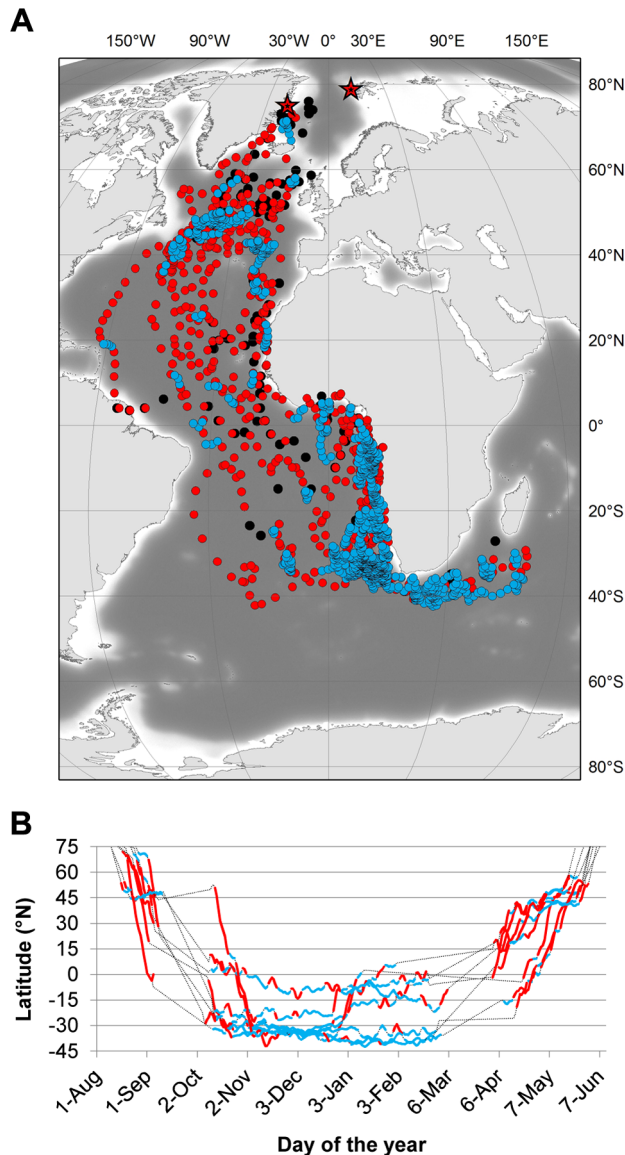 A
150°W 90°W 30°W 0° 30°E 90°E 150°E
80°N
60°N
40°N
20°N
0°
20°S
40°S
60°S
80°S
B
75
60
45
30
15
0
-15
-30
-45
Latitude (°N)
1-Aug 1-Sep 2-Oct 2-Nov 3-Dec 3-Jan 3-Feb 6-Mar 6-Apr 7-May 7-Jun
Day of the year